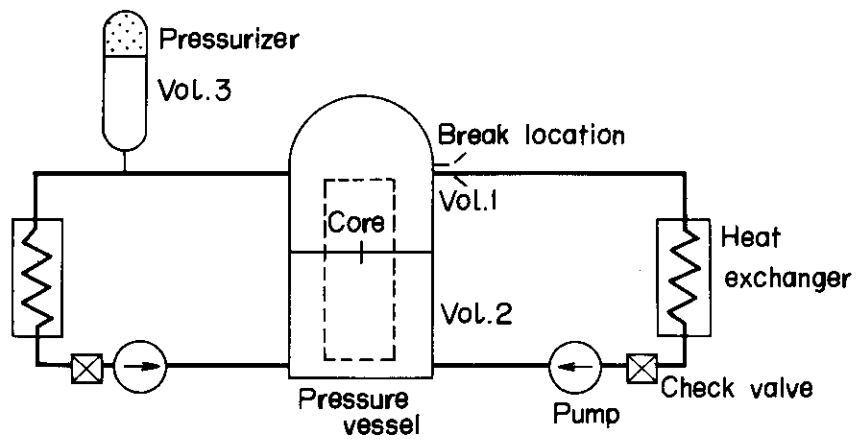 Pressurizer
Vol.3
Break location
Vol.1
Core
Heat
exchanger
Vol.2
Check valve
Pressure
vessel
Pump